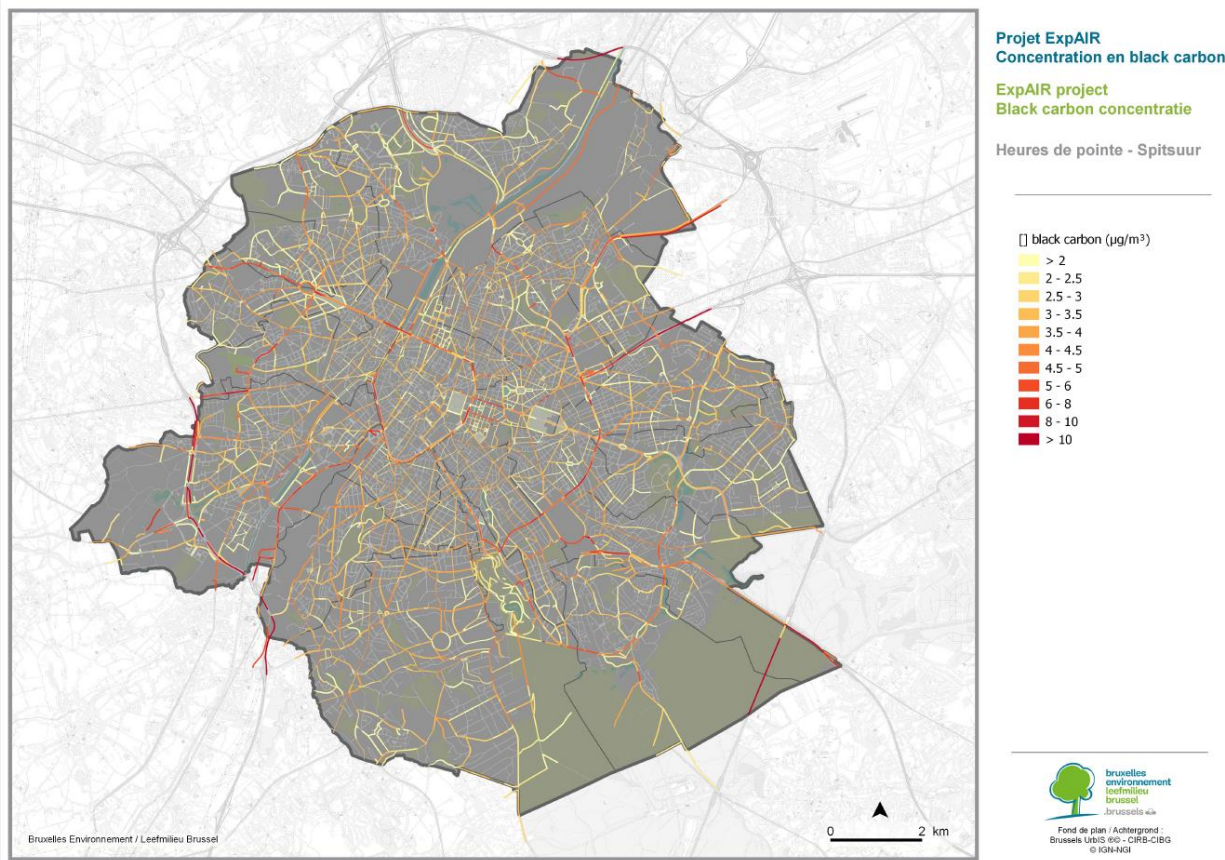 Projet ExpAIR
Concentration en black carbon
ExpAIR project
Black carbon concentratie
Heures de pointe - Spitsuur
[] black carbon (µg/m³)
> 2
2 - 2.5
2.5 - 3
3 - 3.5
3.5 - 4
4 - 4.5
4.5 - 5
5 - 6
6 - 8
8 - 10
> 10
bruxelles
environnement
leefmilieu
brussel
.brussels
Fond de plan / Achtergrond :
Brussels UrbIS ®© - CIRB-CIBG
© IGN-NGI
0 2 km
Bruxelles Environnement / Leefmilieu Brussel